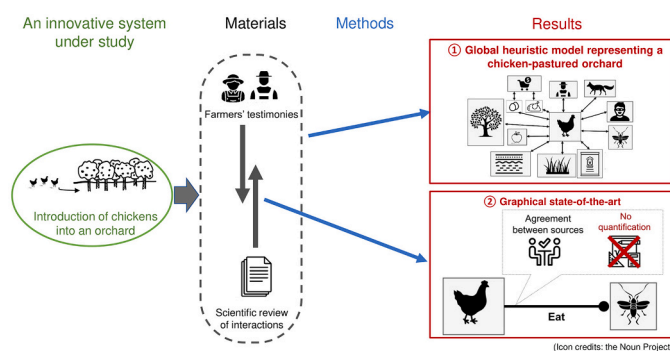 An innovative system
under study
Materials
Methods
Results
Farmers' testimonies
Introduction of chickens
into an orchard
Scientific review
of interactions
① Global heuristic model representing a
chicken-pastured orchard
② Graphical state-of-the-art
Agreement
between sources
No
quantification
Eat
(Icon credits: the Noun Project